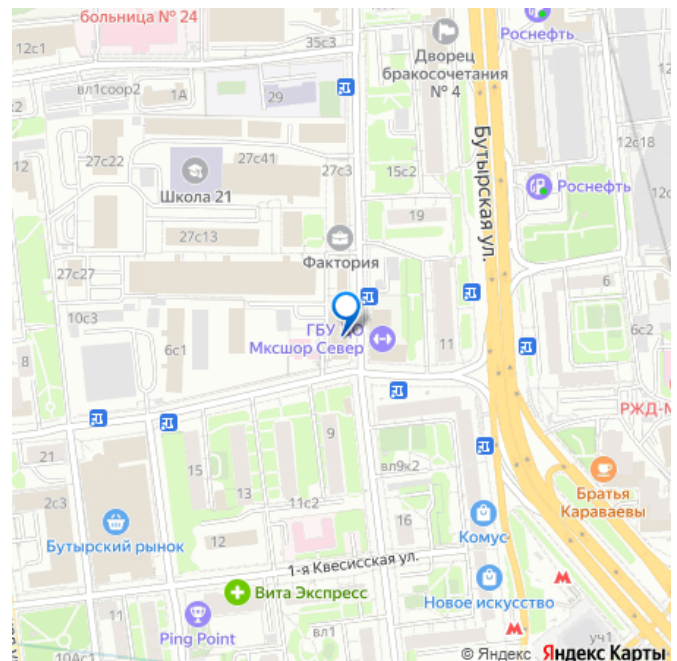 больница № 24
12с1
35с3
Роснефть
Дворец
бракосочетания
№ 4
вл1соор2
1А
29
12с18
27с22
27с41
27с3
15с2
Школа 21
Бутырская ул.
Роснефть
19
27с13
Фактория
27с27
6
10с3
ГБУ ДО
Мксшор Север
6с1
11
6с2
8
РЖД-М
9
21
15
13
вл9к2
2с3
11с2
Братья
Караваевы
16
12
Бутырский рынок
Комус
1-я Квесисская ул.
Вита Экспресс
Новое искусство
11
вл1
Ping Point
уч1
10Ас1
© Яндекс Яндекс Карты